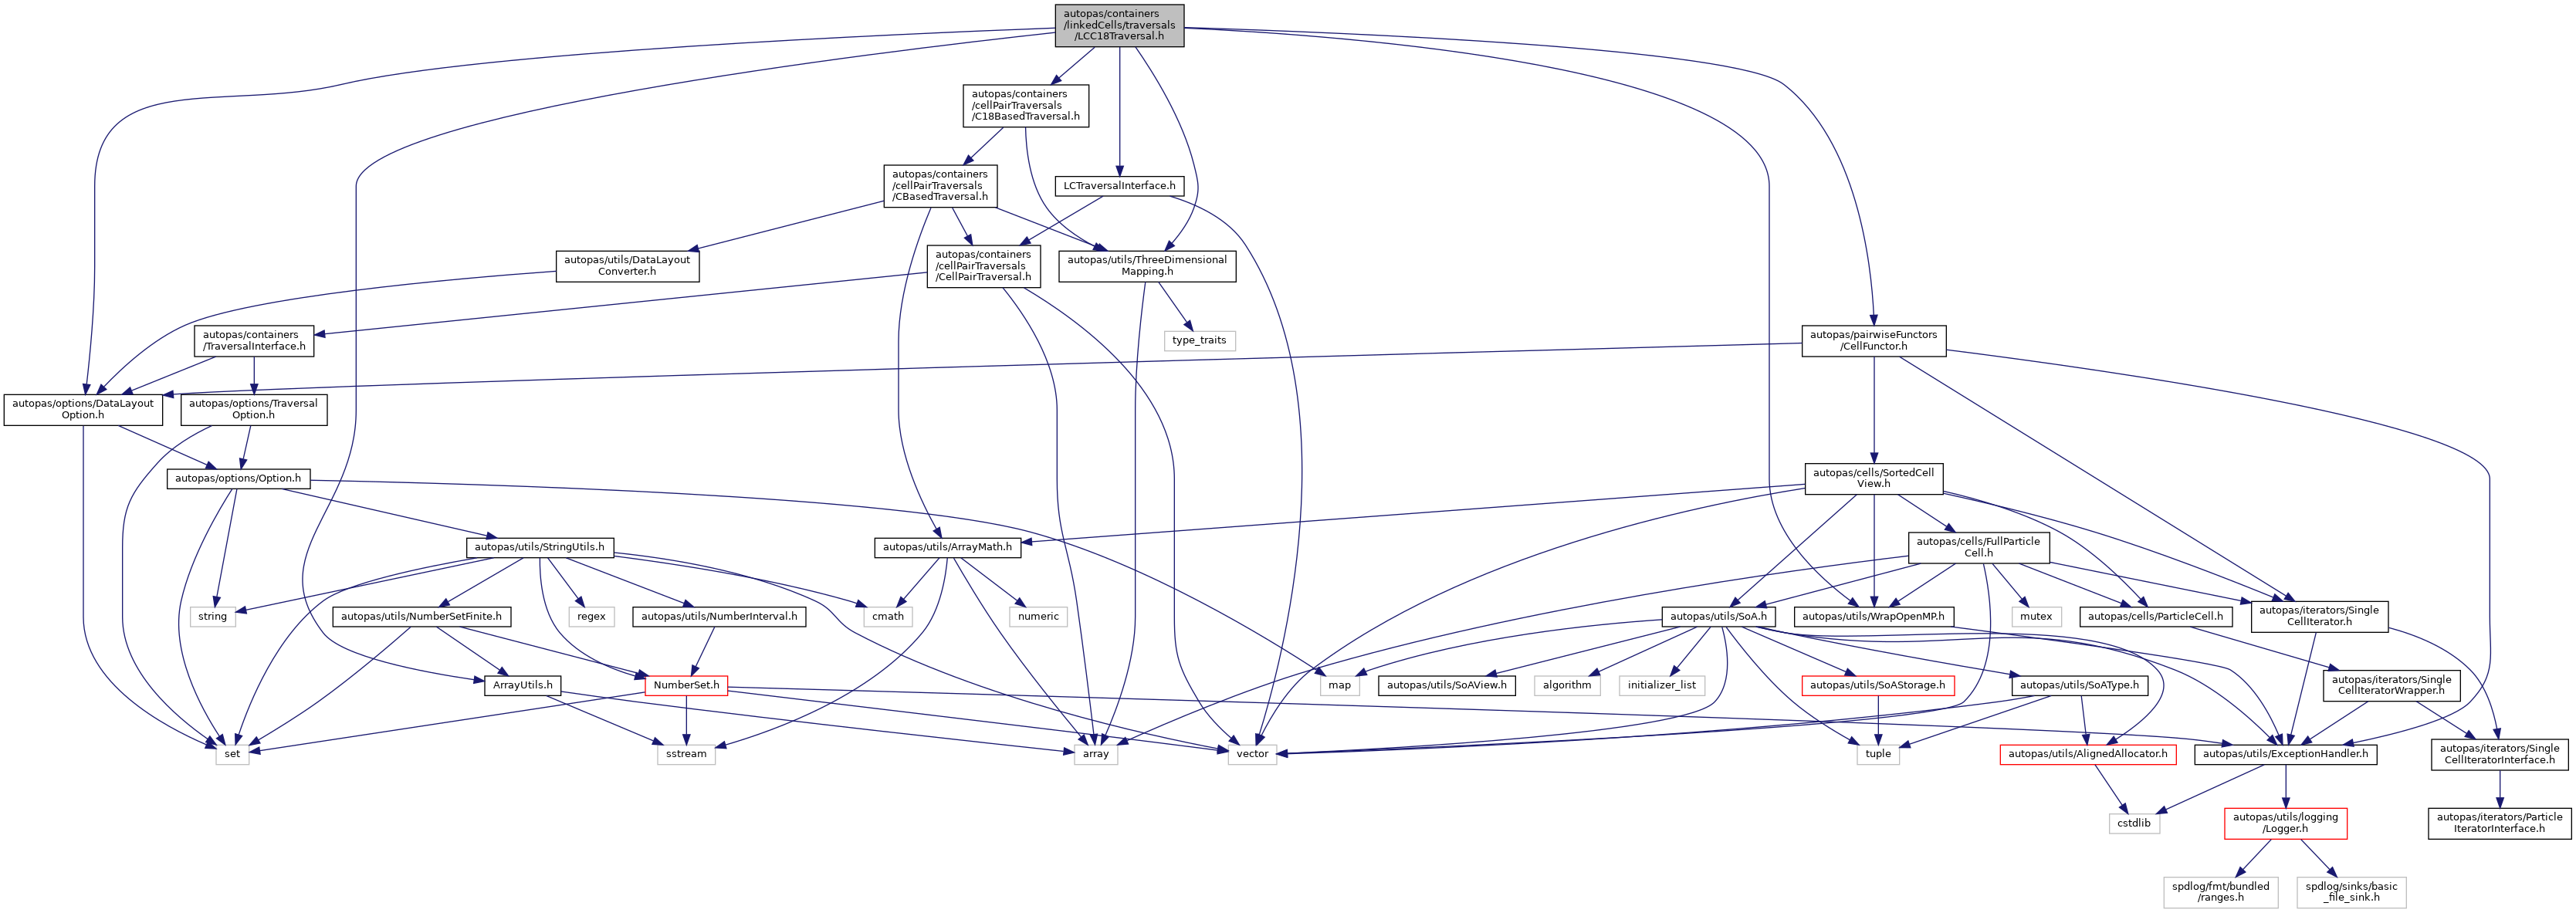 autopas/containers
/linkedCells/traversals
/LCC18Traversal.h
autopas/containers
/cellPairTraversals
/C18BasedTraversal.h
autopas/containers
/cellPairTraversals
/CBasedTraversal.h
LCTraversalInterface.h
autopas/utils/DataLayout
Converter.h
autopas/containers
/cellPairTraversals
/CellPairTraversal.h
autopas/utils/ThreeDimensional
Mapping.h
autopas/containers
/TraversalInterface.h
type_traits
autopas/pairwiseFunctors
/CellFunctor.h
autopas/options/DataLayout
Option.h
autopas/options/Traversal
Option.h
autopas/options/Option.h
autopas/cells/SortedCell
View.h
autopas/utils/StringUtils.h
autopas/utils/ArrayMath.h
autopas/cells/FullParticle
Cell.h
string
autopas/utils/NumberSetFinite.h
regex
autopas/utils/NumberInterval.h
cmath
numeric
autopas/utils/SoA.h
autopas/utils/WrapOpenMP.h
mutex
autopas/cells/ParticleCell.h
autopas/iterators/Single
CellIterator.h
ArrayUtils.h
NumberSet.h
map
autopas/utils/SoAView.h
algorithm
initializer_list
autopas/utils/SoAStorage.h
autopas/utils/SoAType.h
autopas/iterators/Single
CellIteratorWrapper.h
set
sstream
array
vector
tuple
autopas/utils/AlignedAllocator.h
autopas/utils/ExceptionHandler.h
autopas/iterators/Single
CellIteratorInterface.h
cstdlib
autopas/utils/logging
/Logger.h
autopas/iterators/Particle
IteratorInterface.h
spdlog/fmt/bundled
/ranges.h
spdlog/sinks/basic
_file_sink.h